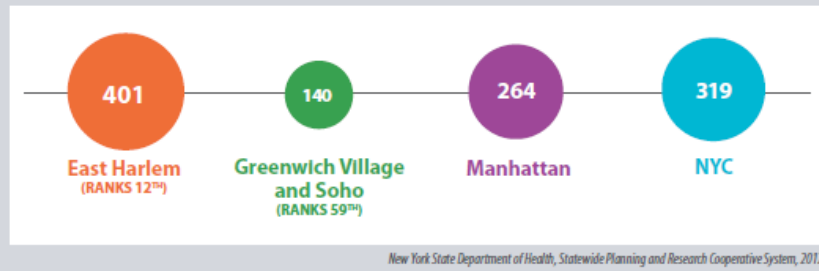 401
140
264
319
East Harlem
(RANKS 12TH)
Greenwich Village
and Soho
(RANKS 59TH)
Manhattan
NYC
New York State Department of Health, Statewide Planning and Research Cooperative System,